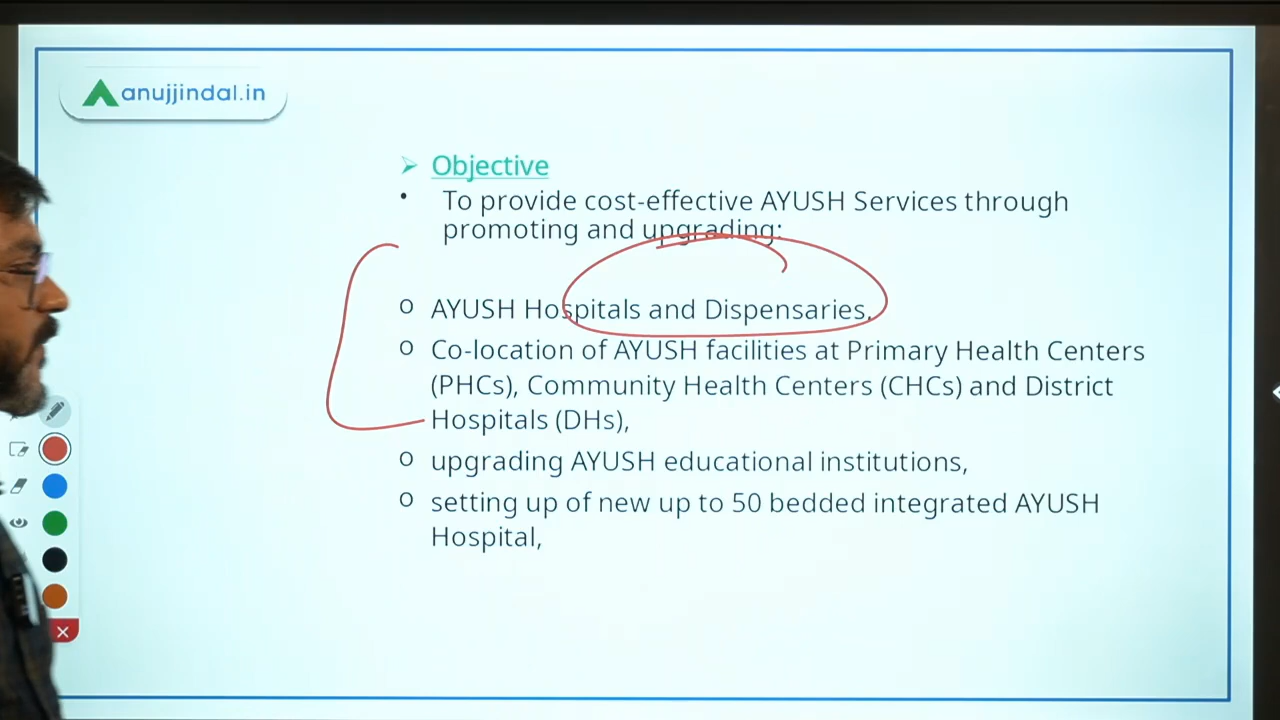 anujjindal.in
➢ Objective
• To provide cost-effective AYUSH Services through
promoting and upgrading:
o AYUSH Hospitals and Dispensaries,
o Co-location of AYUSH facilities at Primary Health Centers
(PHCs), Community Health Centers (CHCs) and District
Hospitals (DHs),
o upgrading AYUSH educational institutions,
o setting up of new up to 50 bedded integrated AYUSH
Hospital,